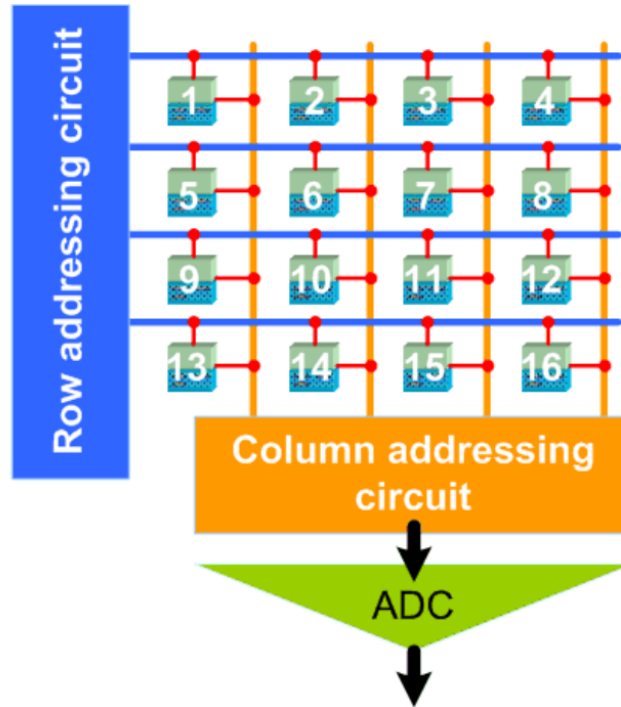 Row addressing circuit
1 2 3 4
5 6 7 8
9 10 11 12
13 14 15 16
Column addressing
circuit
ADC